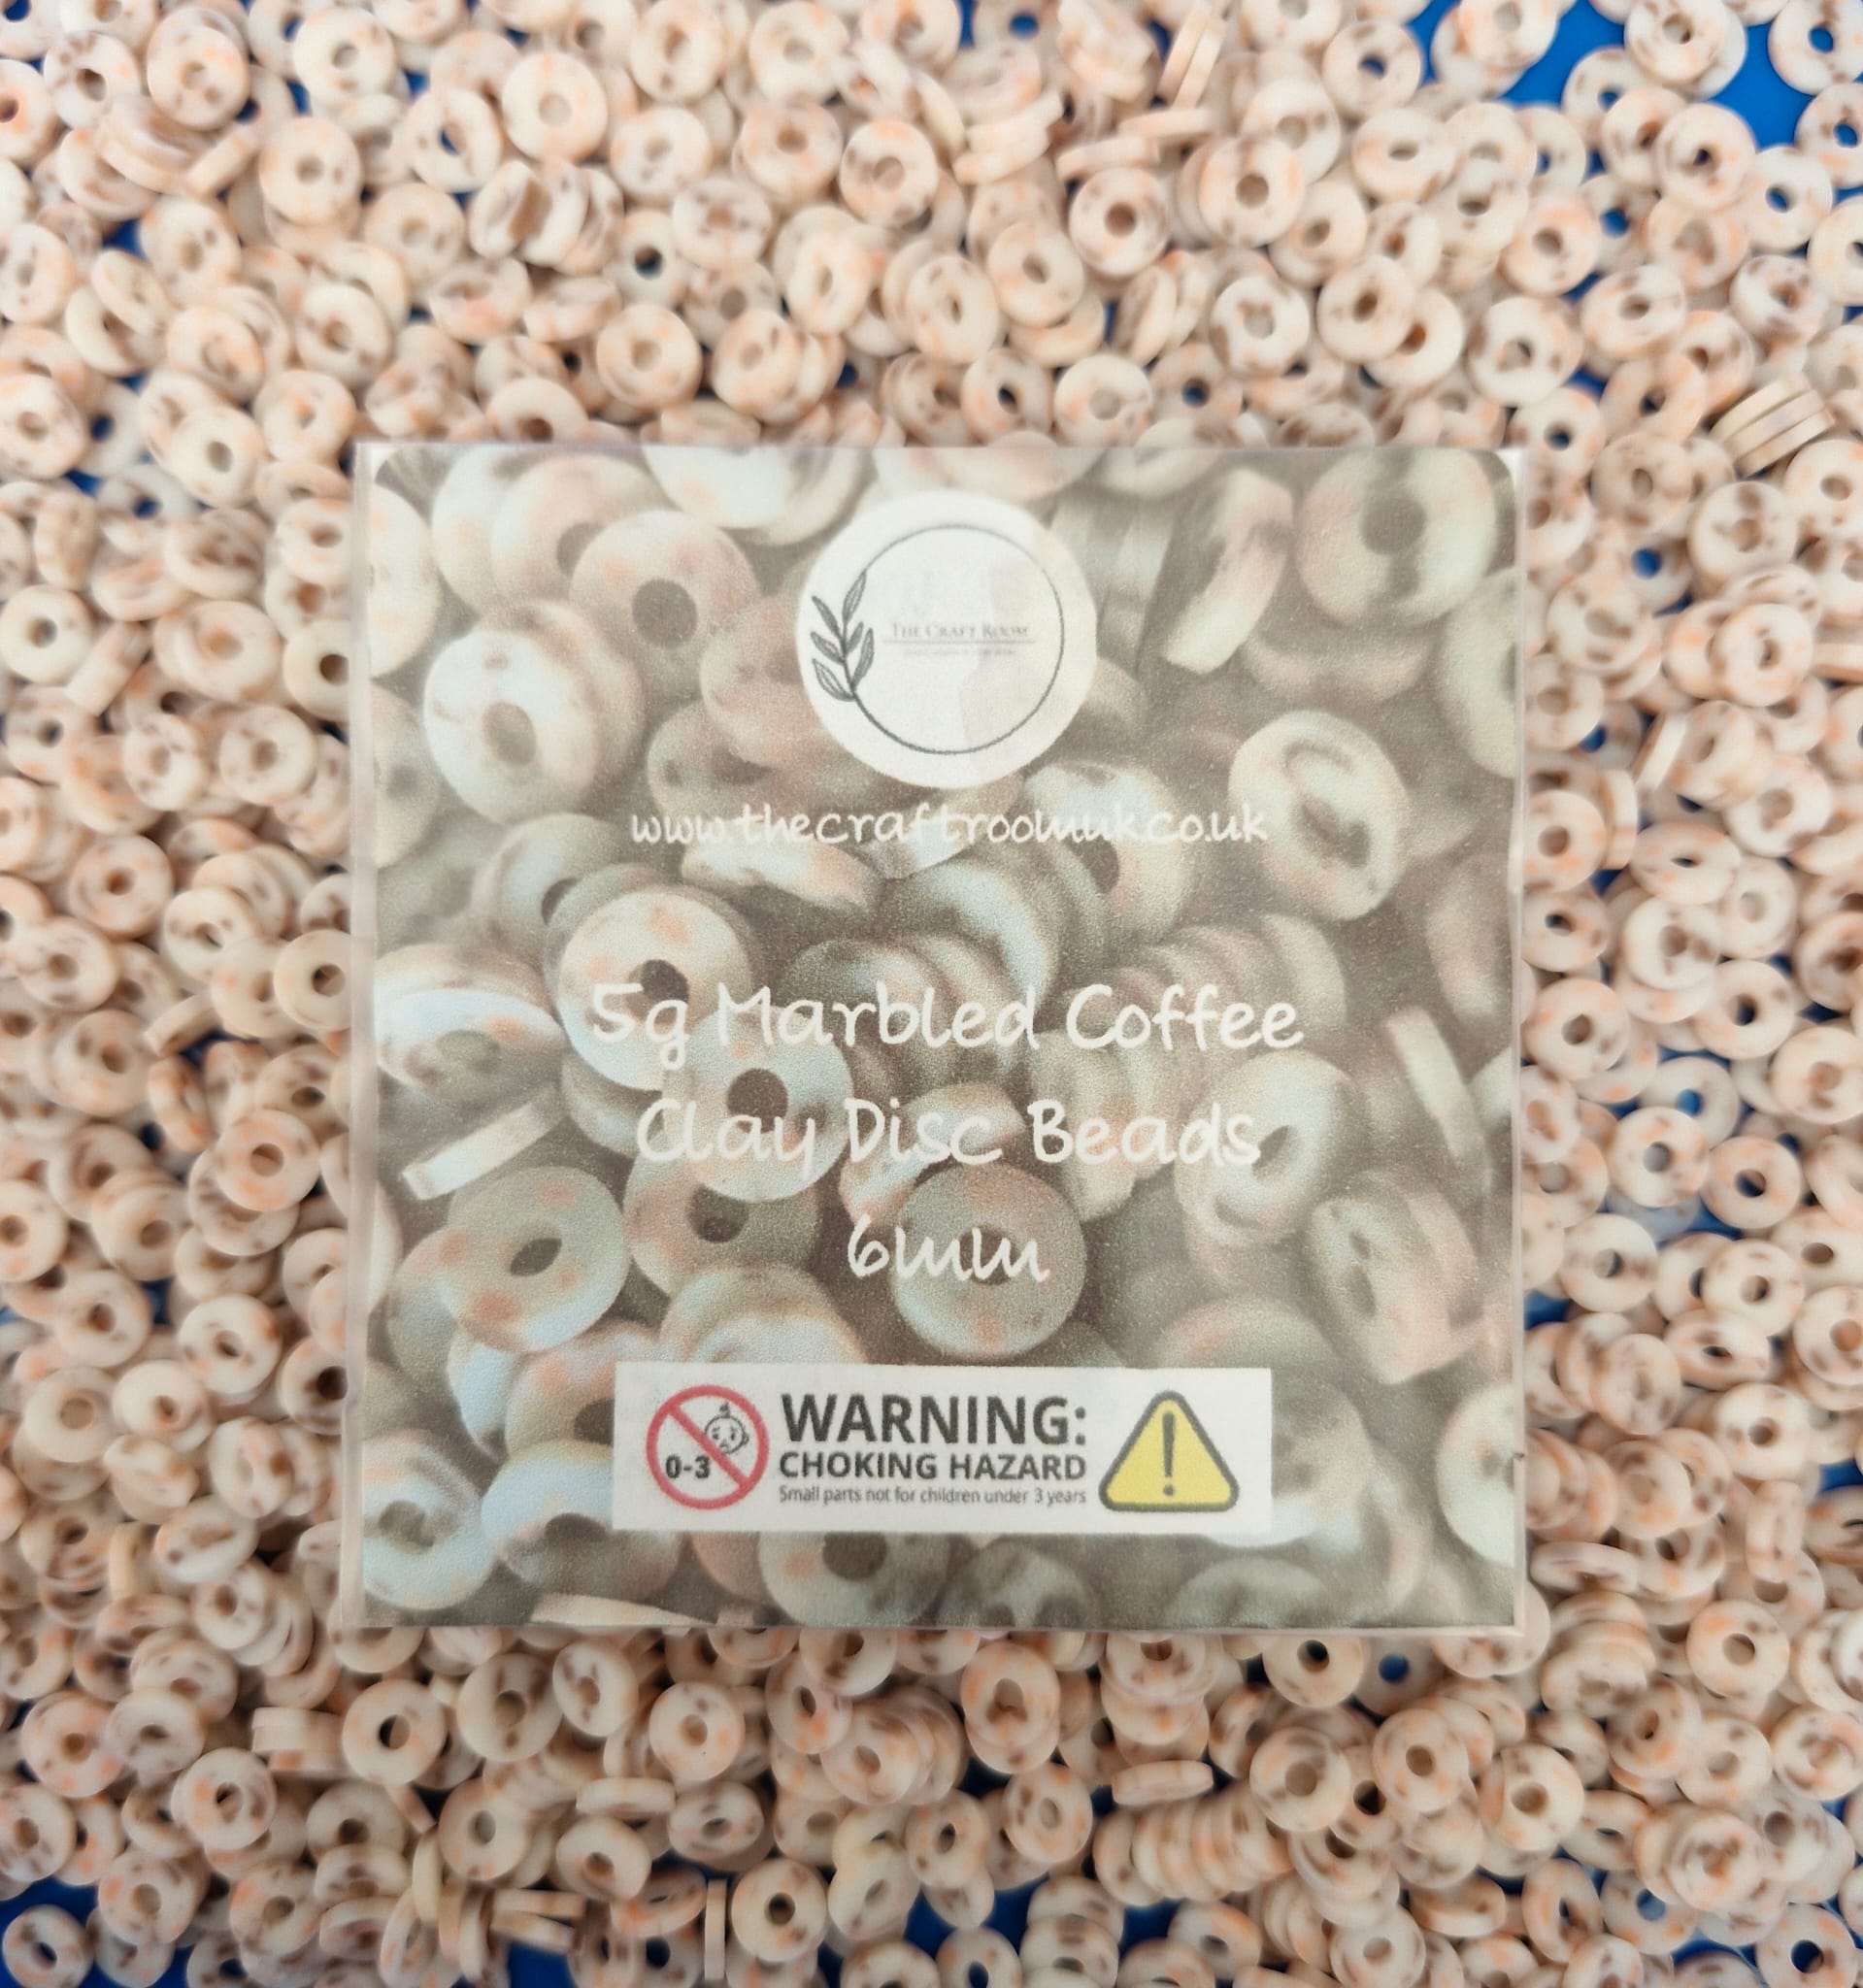 THE CRAFT ROOM
www.thecraftroomuk.co.uk
5g Marbled Coffee
Clay Disc Beads
6mm
0-3
WARNING:
CHOKING HAZARD
Small parts not for children under 3 years